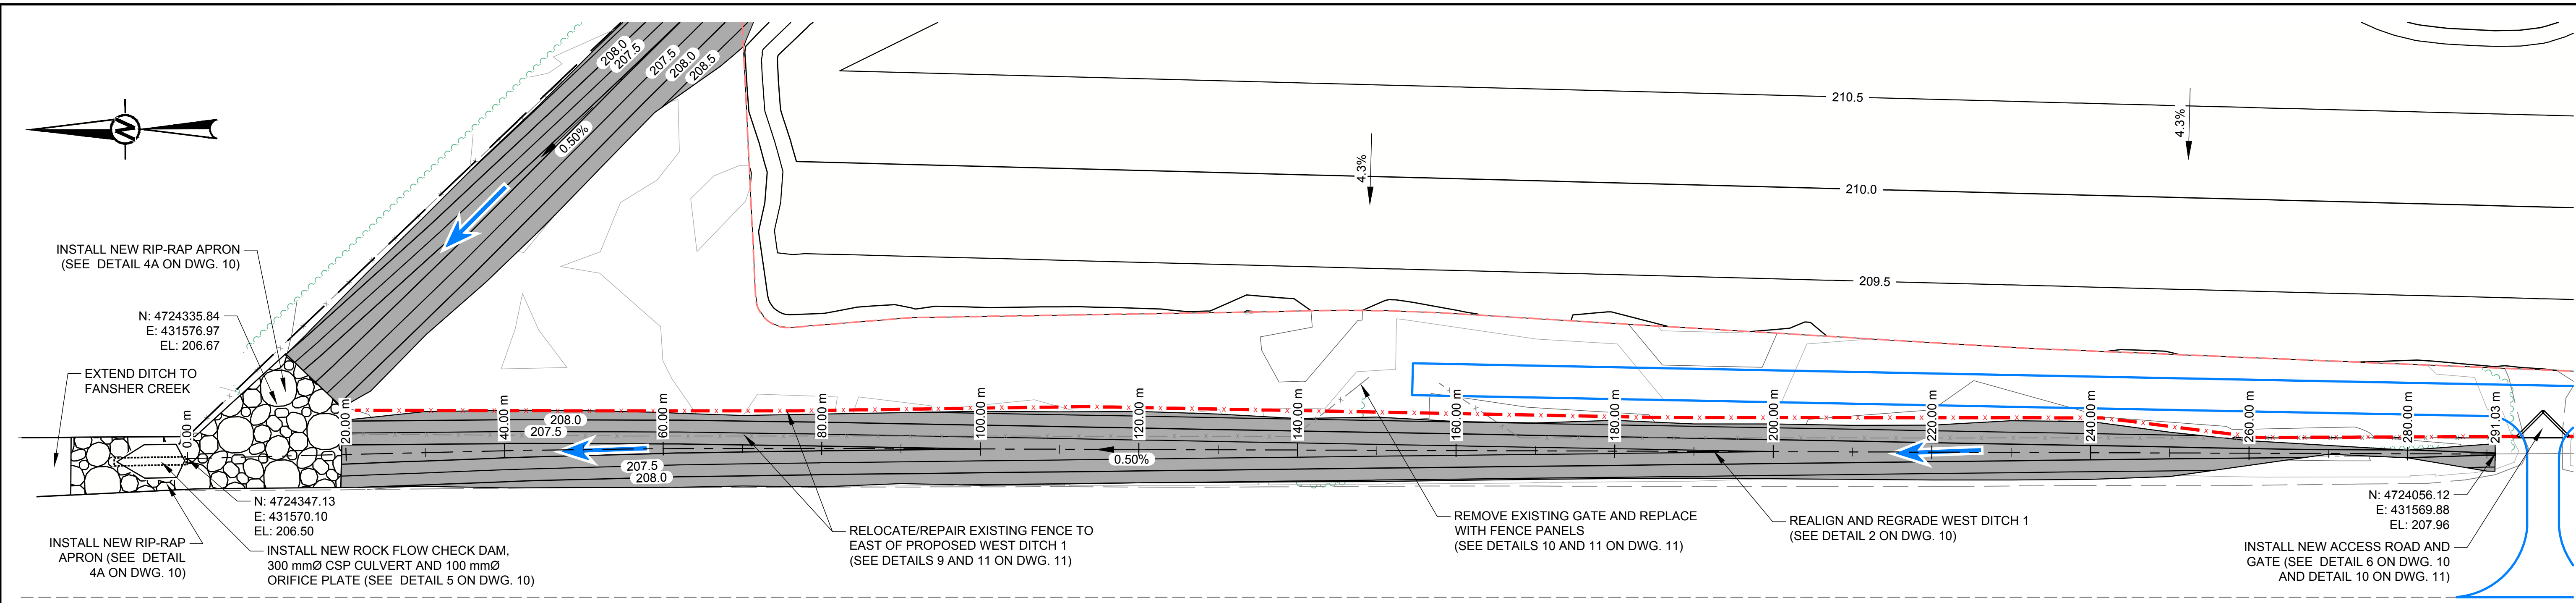 208.0
207.5
207.5
208.0
208.5
0.50%
N
210.5
4.3%
4.3%
210.0
209.5
INSTALL NEW RIP-RAP APRON
(SEE DETAIL 4A ON DWG. 10)
N: 4724335.84
E: 431576.97
EL: 206.67
EXTEND DITCH TO
FANSHER CREEK
0.00 m
20.00 m
40.00 m
60.00 m
80.00 m
100.00 m
120.00 m
140.00 m
160.00 m
180.00 m
200.00 m
220.00 m
240.00 m
260.00 m
280.00 m
291.03 m
208.0
207.5
0.50%
207.5
208.0
N: 4724347.13
E: 431570.10
EL: 206.50
INSTALL NEW RIP-RAP
APRON (SEE DETAIL
4A ON DWG. 10)
INSTALL NEW ROCK FLOW CHECK DAM,
300 mmØ CSP CULVERT AND 100 mmØ
ORIFICE PLATE (SEE DETAIL 5 ON DWG. 10)
RELOCATE/REPAIR EXISTING FENCE TO
EAST OF PROPOSED WEST DITCH 1
(SEE DETAILS 9 AND 11 ON DWG. 11)
REMOVE EXISTING GATE AND REPLACE
WITH FENCE PANELS
(SEE DETAILS 10 AND 11 ON DWG. 11)
REALIGN AND REGRADE WEST DITCH 1
(SEE DETAIL 2 ON DWG. 10)
N: 4724056.12
E: 431569.88
EL: 207.96
INSTALL NEW ACCESS ROAD AND
GATE (SEE DETAIL 6 ON DWG. 10
AND DETAIL 10 ON DWG. 11)